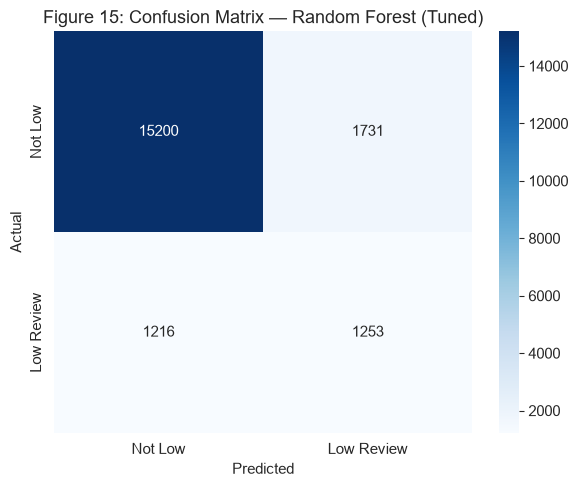 Figure 15: Confusion Matrix — Random Forest (Tuned)
Actual
Not Low
15200
1731
Low Review
1216
1253
Not Low
Low Review
Predicted
14000
12000
10000
8000
6000
4000
2000